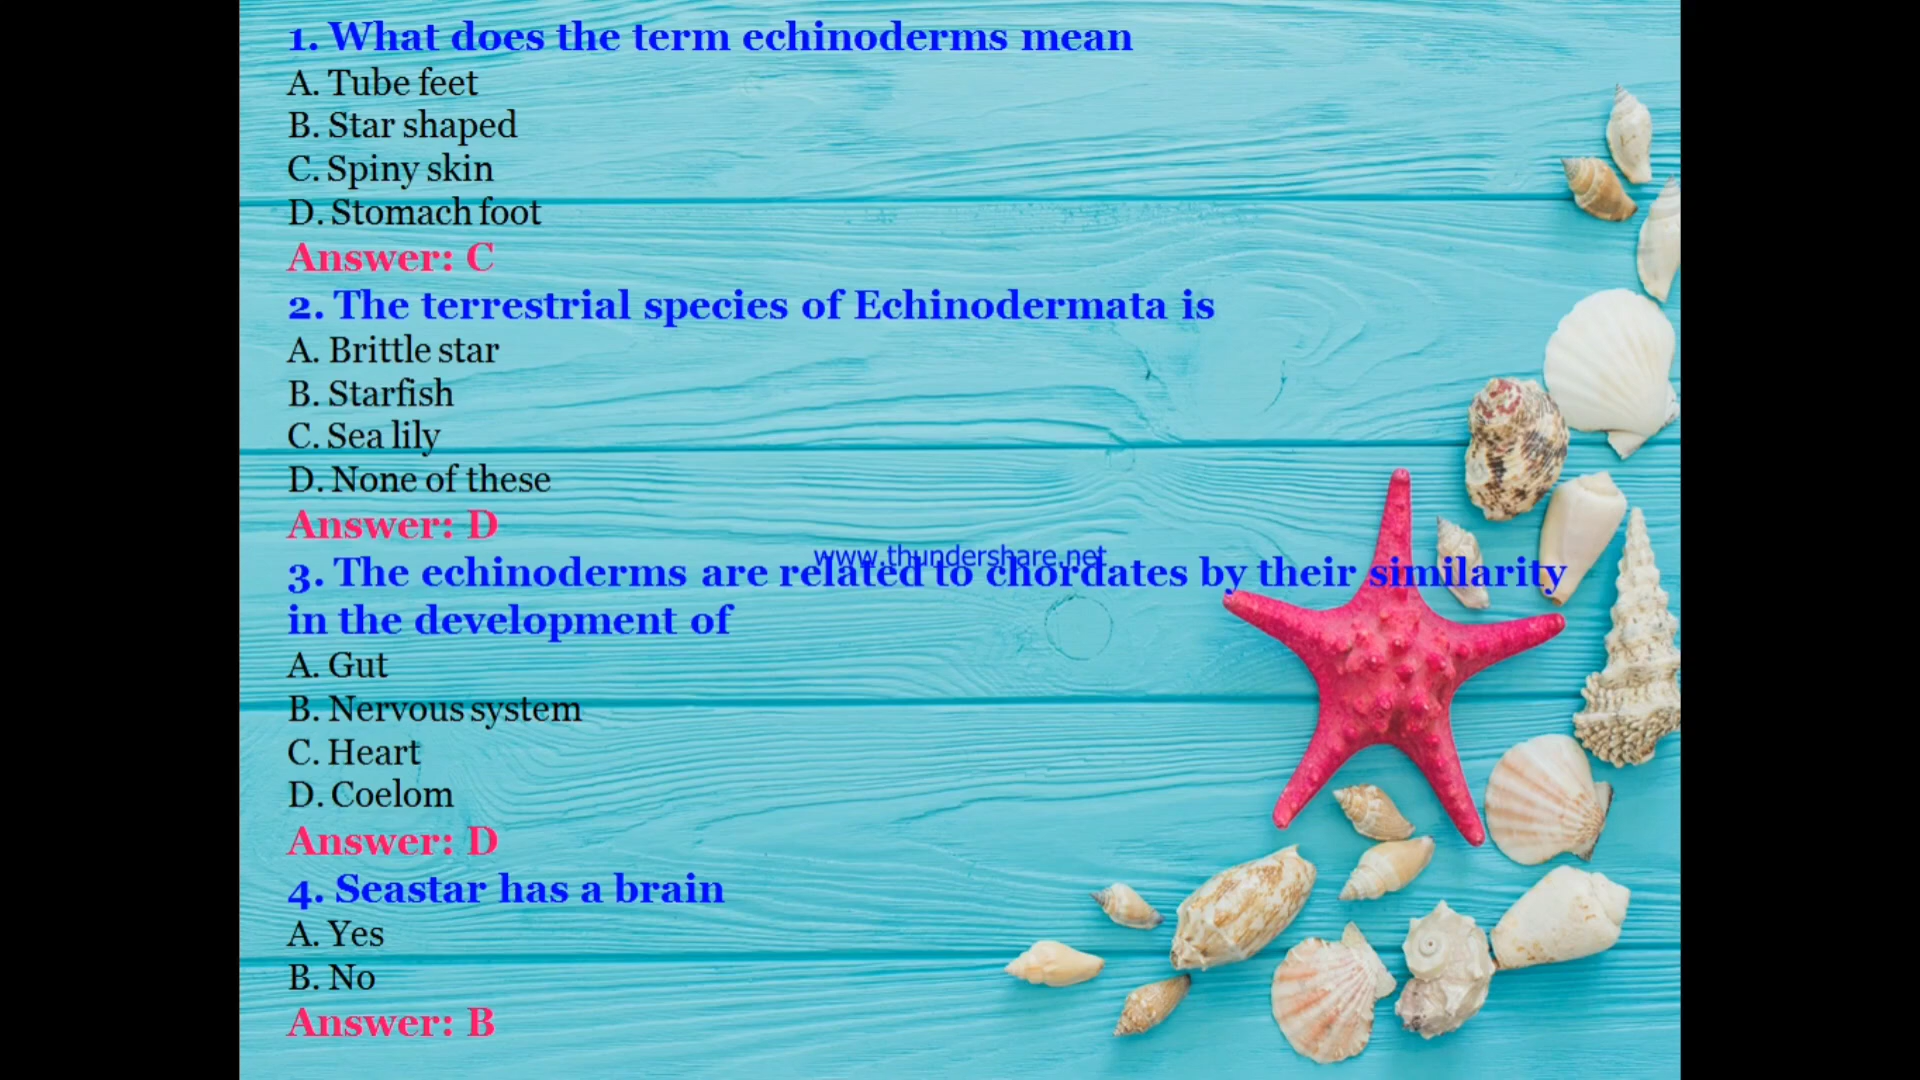 1. What does the term echinoderms mean
A. Tube feet
B. Star shaped
C. Spiny skin
D. Stomach foot
Answer: C
2. The terrestrial species of Echinodermata is
A. Brittle star
B. Starfish
C. Sea lily
D. None of these
Answer: D
www.thundershare.net
3. The echinoderms are related to chordates by their similarity
in the development of
A. Gut
B. Nervous system
C. Heart
D. Coelom
Answer: D
4. Seastar has a brain
A. Yes
B. No
Answer: B